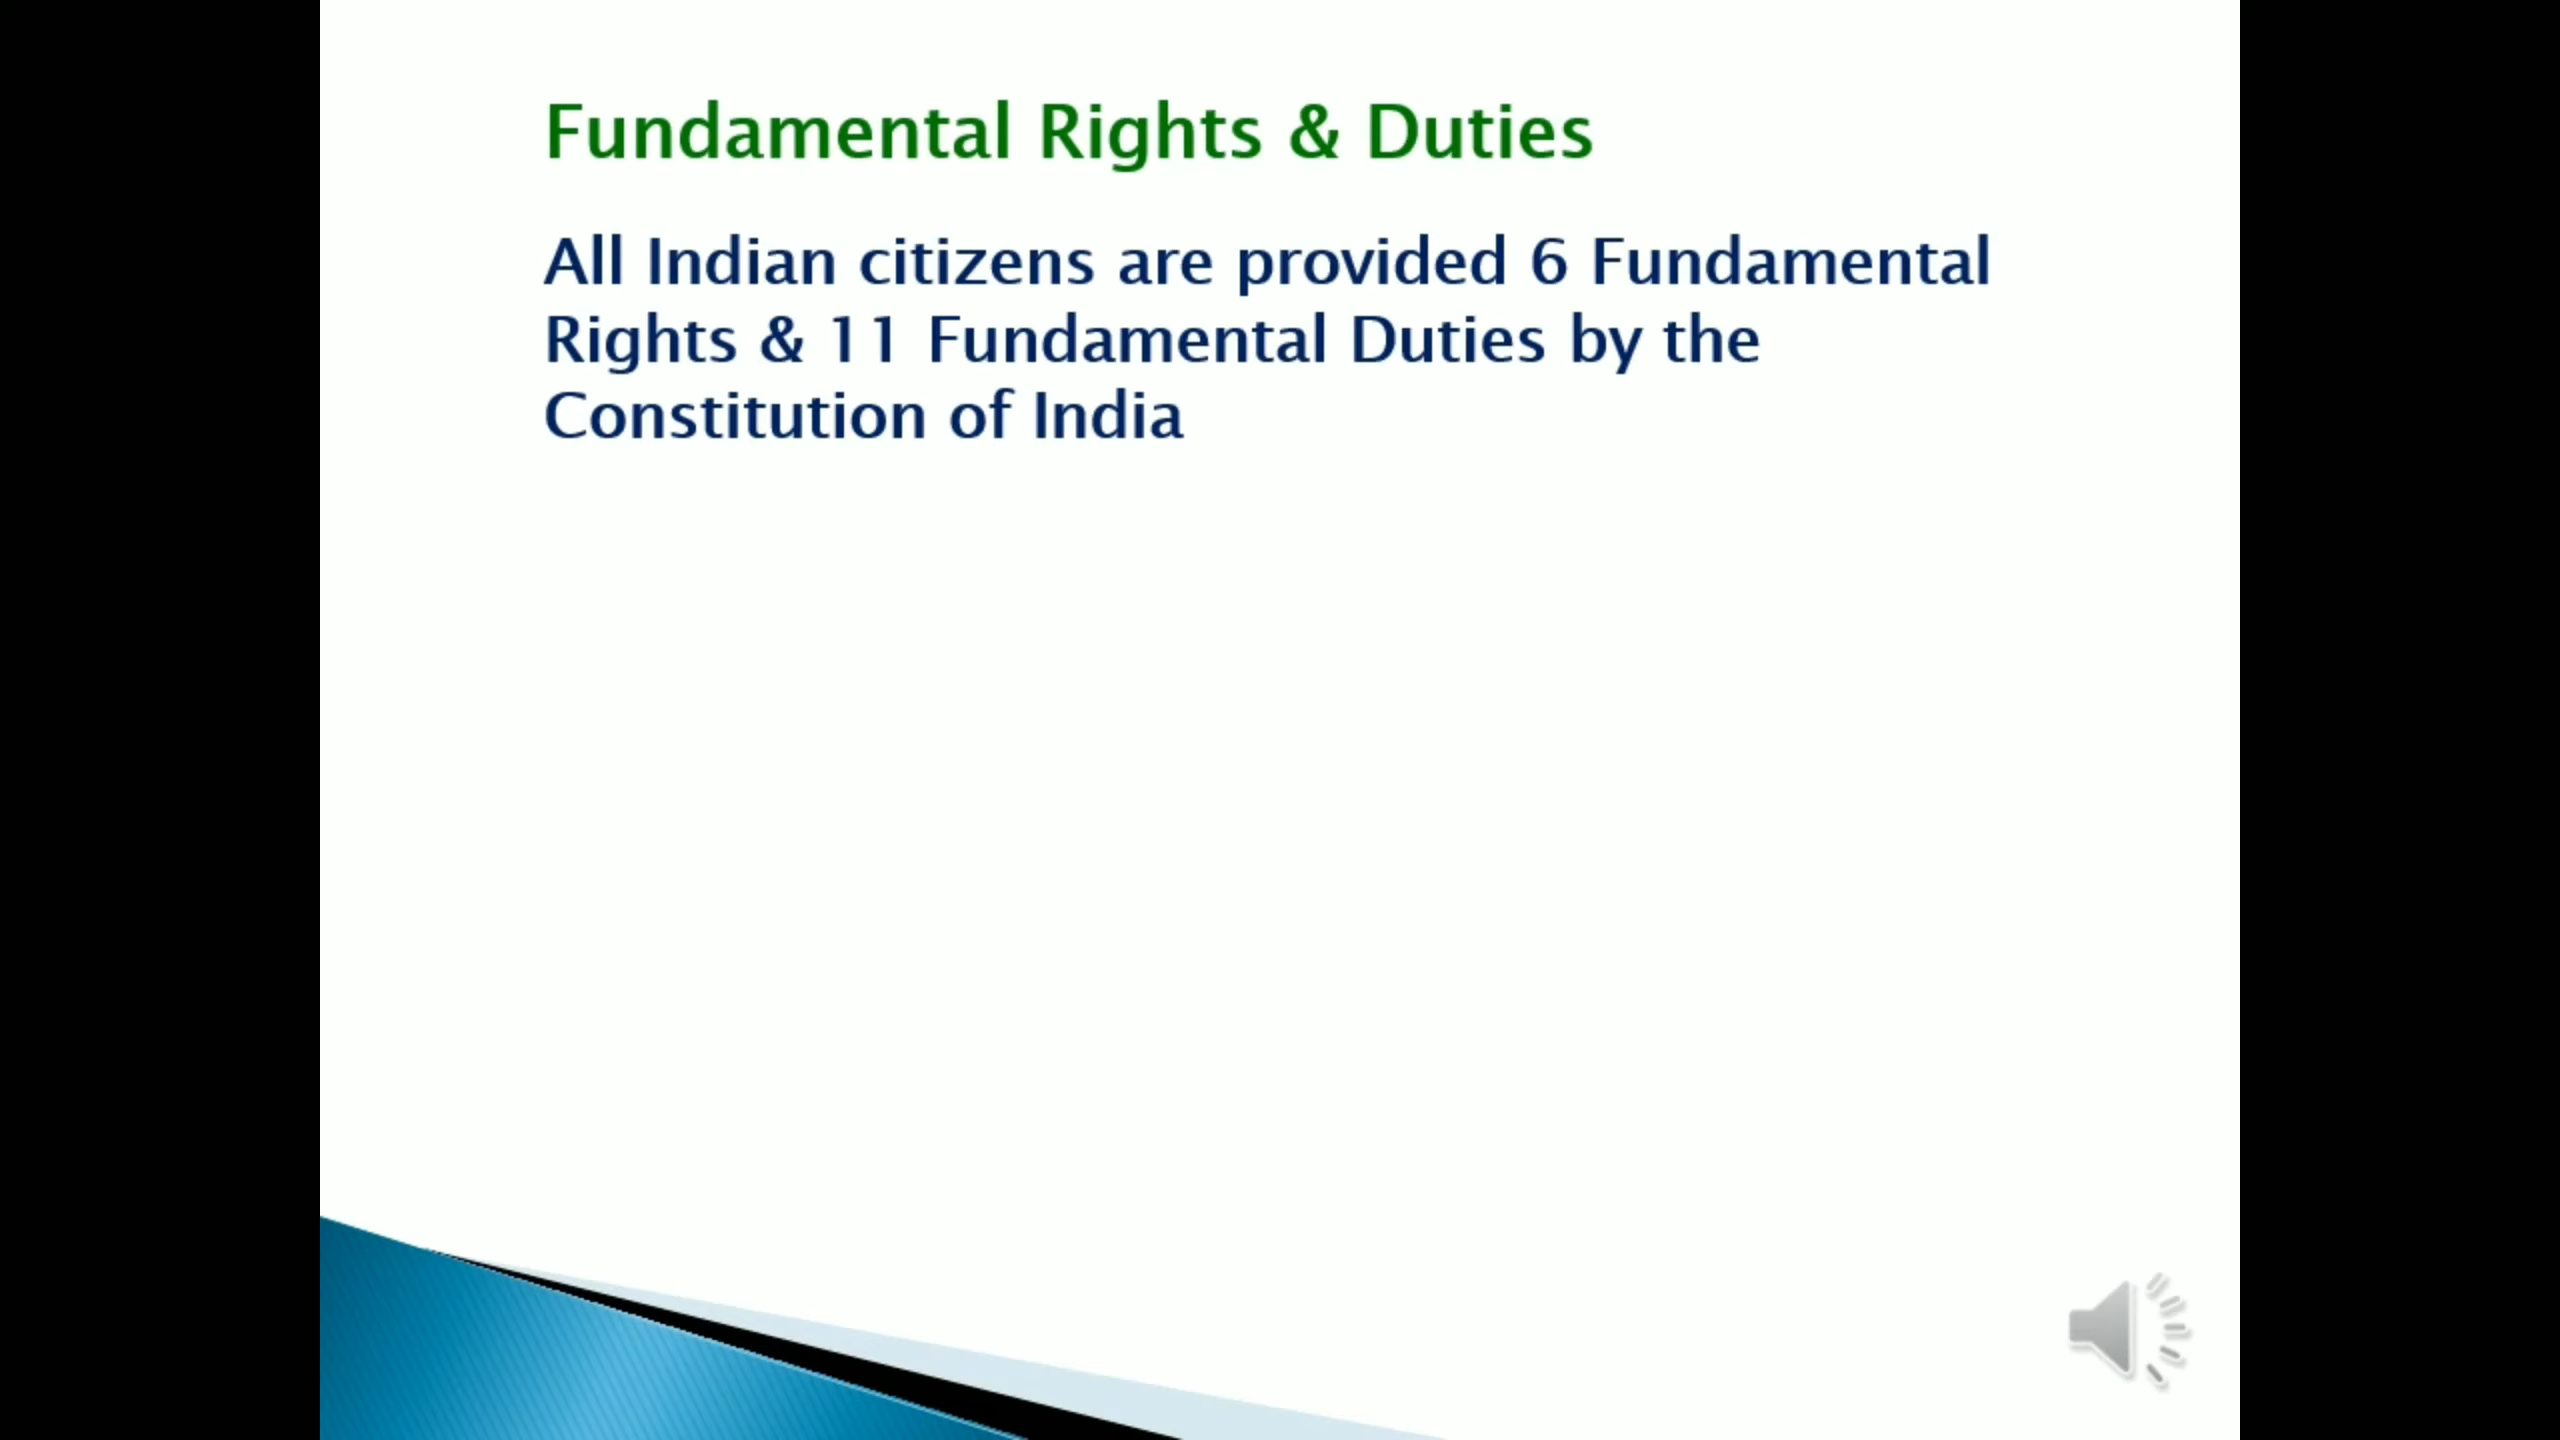 Fundamental Rights & Duties
All Indian citizens are provided 6 Fundamental
Rights & 11 Fundamental Duties by the
Constitution of India